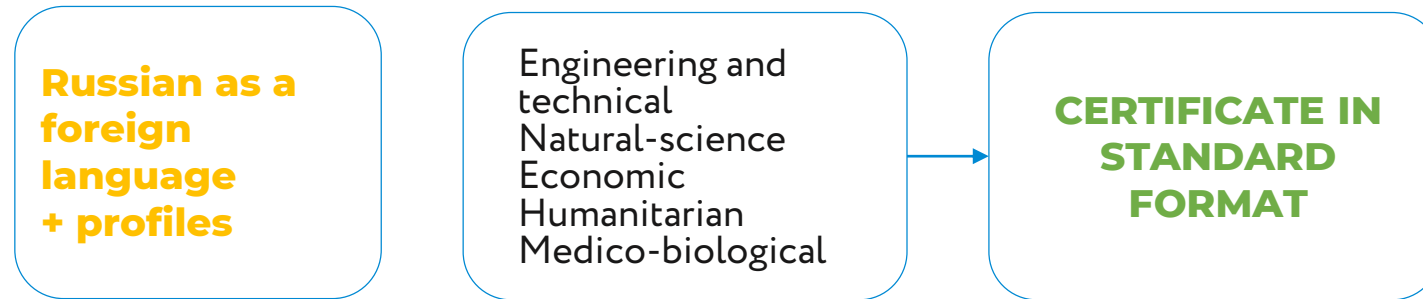 Russian as a
foreign
language
+ profiles
Engineering and
technical
Natural-science
Economic
Humanitarian
Medico-biological
CERTIFICATE IN
STANDARD
FORMAT